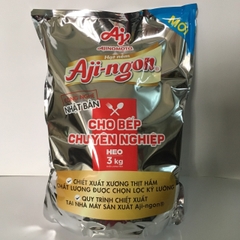 Aj
AJINOMOTO
Hạt nêm
Aji-ngon
MỚI
NHẬT BẢN
CHO BẾP
CHUYÊN NGHIỆP
HEO
3 kg
CHIẾT XUẤT XƯƠNG THỊT HẦM
CHẤT LƯỢNG ĐƯỢC CHỌN LỌC KỸ LƯỠNG
QUY TRÌNH CHIẾT XUẤT
TẠI NHÀ MÁY SẢN XUẤT Aji-ngon